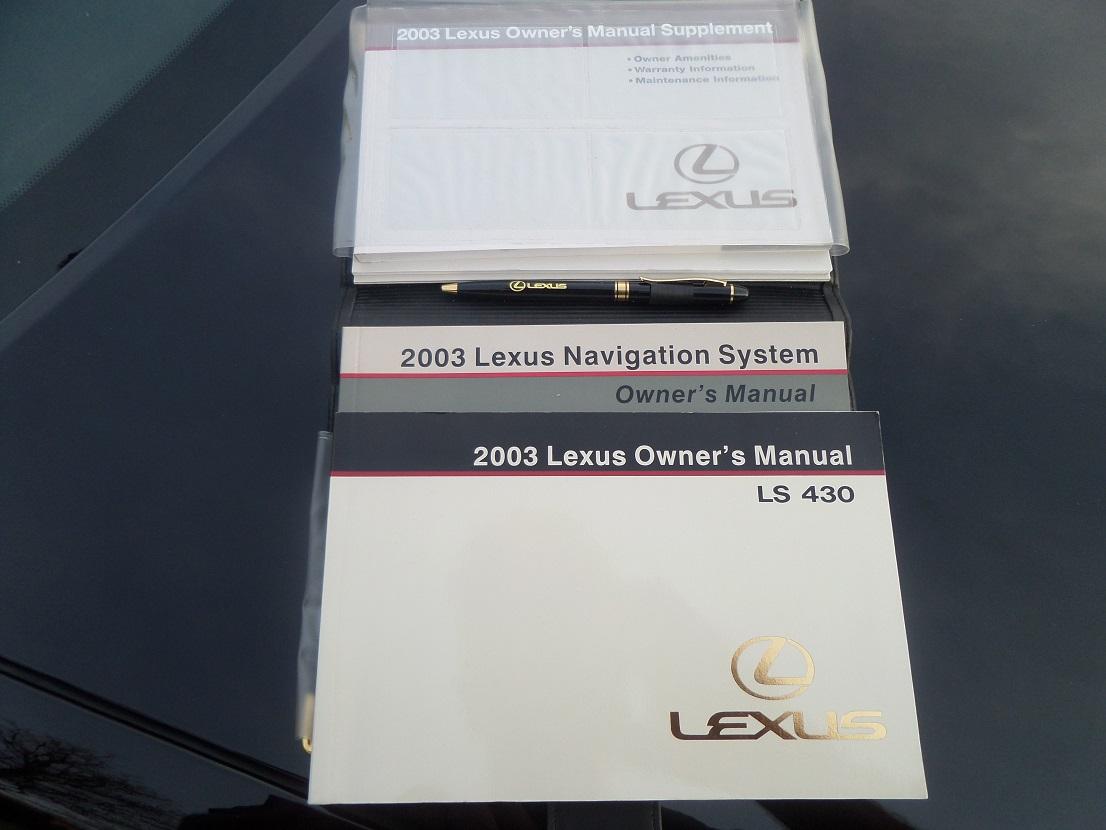 2003 Lexus Owner's Manual Supplement
• Owner Amenities
• Warranty Information
• Maintenance Information
LEXUS
LEXUS
2003 Lexus Navigation System
Owner's Manual
2003 Lexus Owner's Manual
LS 430
LEXUS